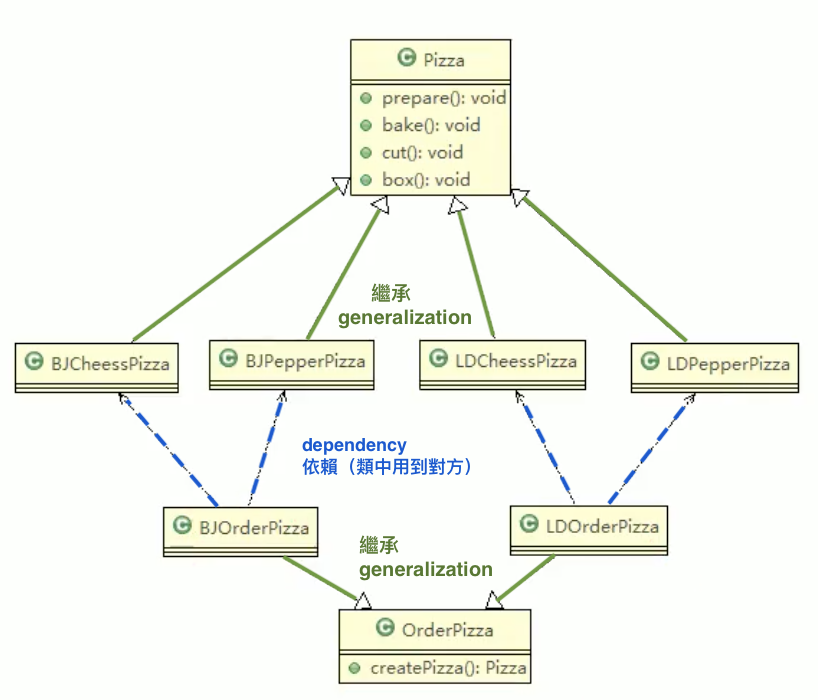 C Pizza
prepare(): void
bake(): void
cut(): void
box(): void
繼承
generalization
C BJCheessPizza
C BJPepperPizza
C LDCheessPizza
C LDPepperPizza
dependency
依賴（類中用到對方）
C BJOrderPizza
C LDOrderPizza
繼承
generalization
C OrderPizza
createPizza(): Pizza